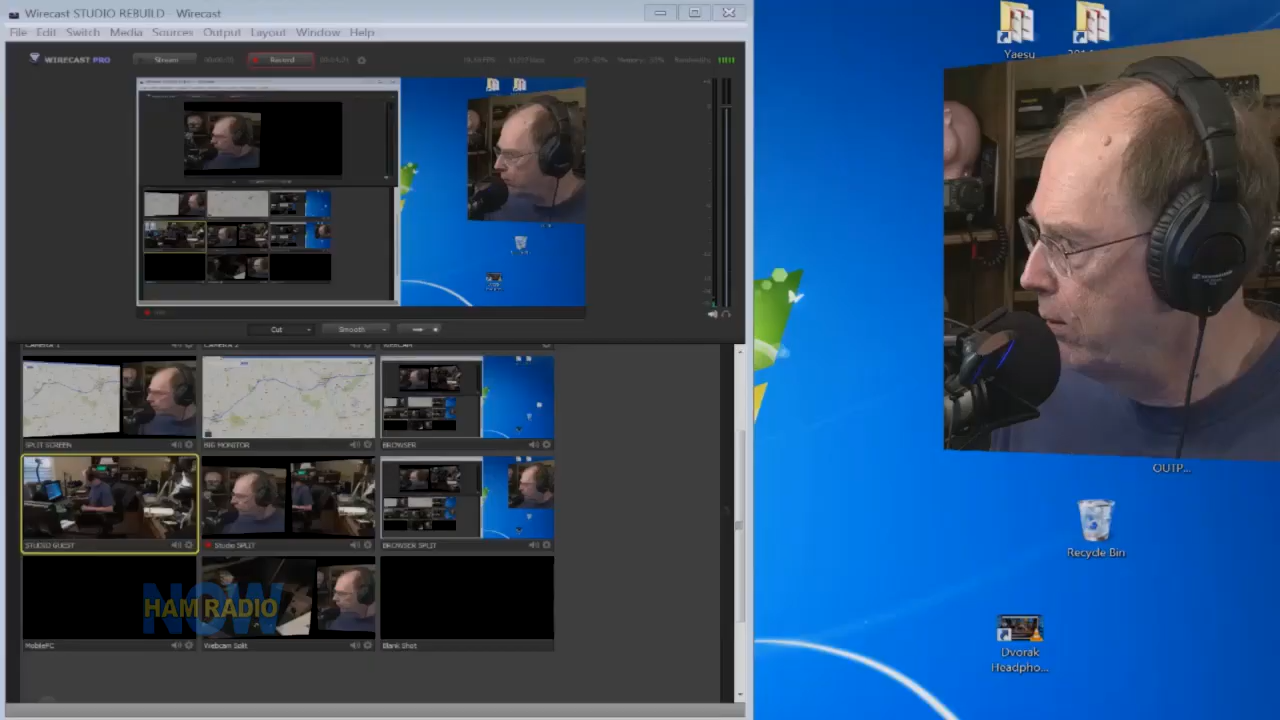 Wirecast STUDIO REBUILD - Wirecast
File Edit Switch Media Sources Output Layout Window Help
WIRECAST PRO
Stream
Record
Cut
Smooth
SPLIT SCREEN
BIG MONITOR
BROWSER
STUDIO GUEST
Studio SPLIT
BROWSER SPLIT
NOW
HAM RADIO
MobilePC
Webcam Split
Blank Shot
Yaesu
OUTP...
Recycle Bin
Dvorak
Headpho...